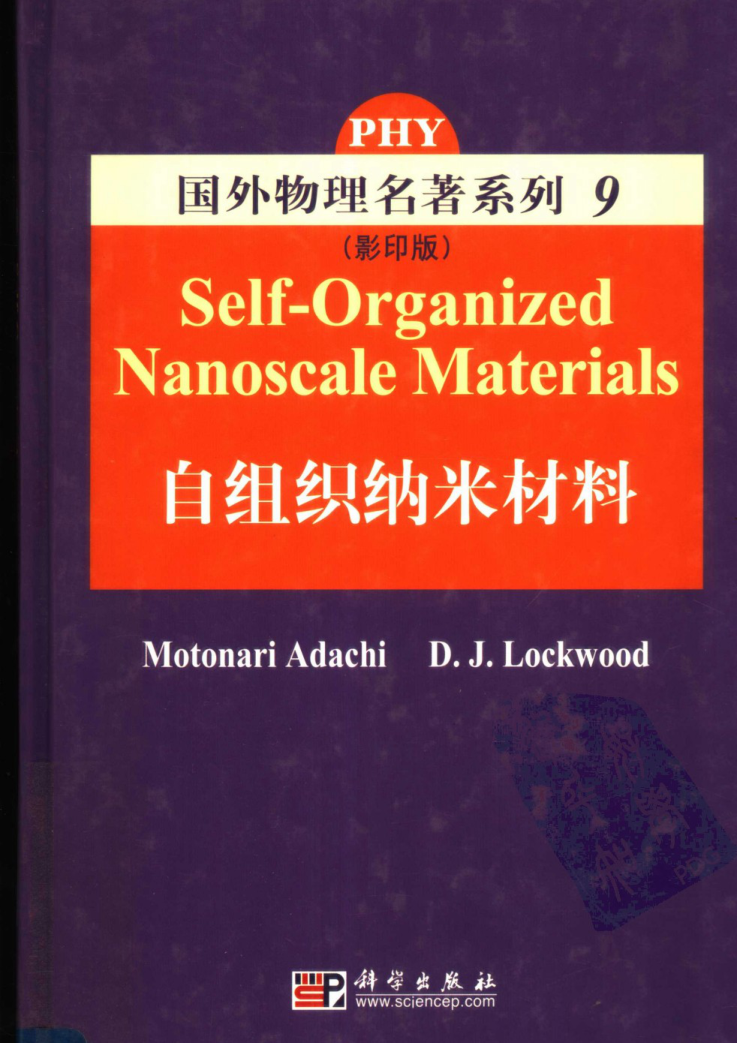 PHY
国外物理名著系列 9
(影印版)
Self-Organized
Nanoscale Materials
自组织纳米材料
Motonari Adachi D. J. Lockwood
科学出版社
www.sciencep.com